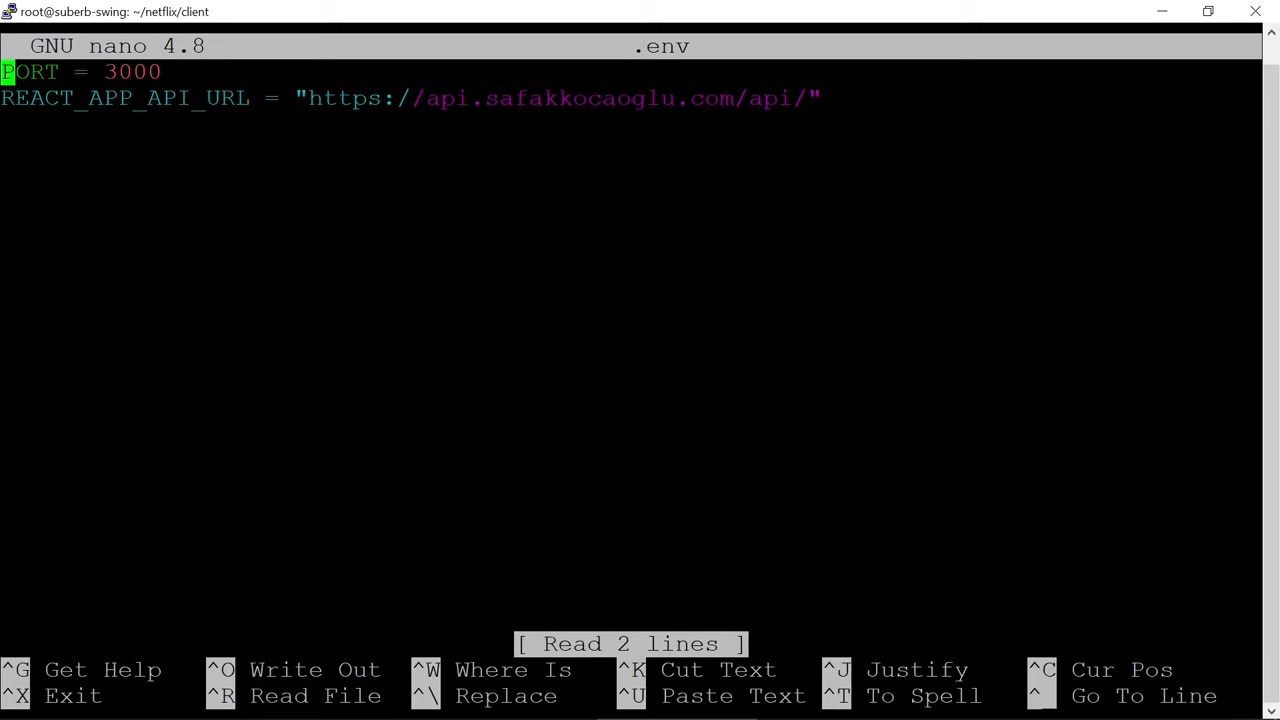 root@suberb-swing: ~/netflix/client
GNU nano 4.8 .env
PORT = 3000
REACT_APP_API_URL = "https://api.safakkocaoglu.com/api/"
[ Read 2 lines ]
^G Get Help ^O Write Out ^W Where Is ^K Cut Text ^J Justify ^C Cur Pos
^X Exit ^R Read File ^\ Replace ^U Paste Text ^T To Spell ^_ Go To Line